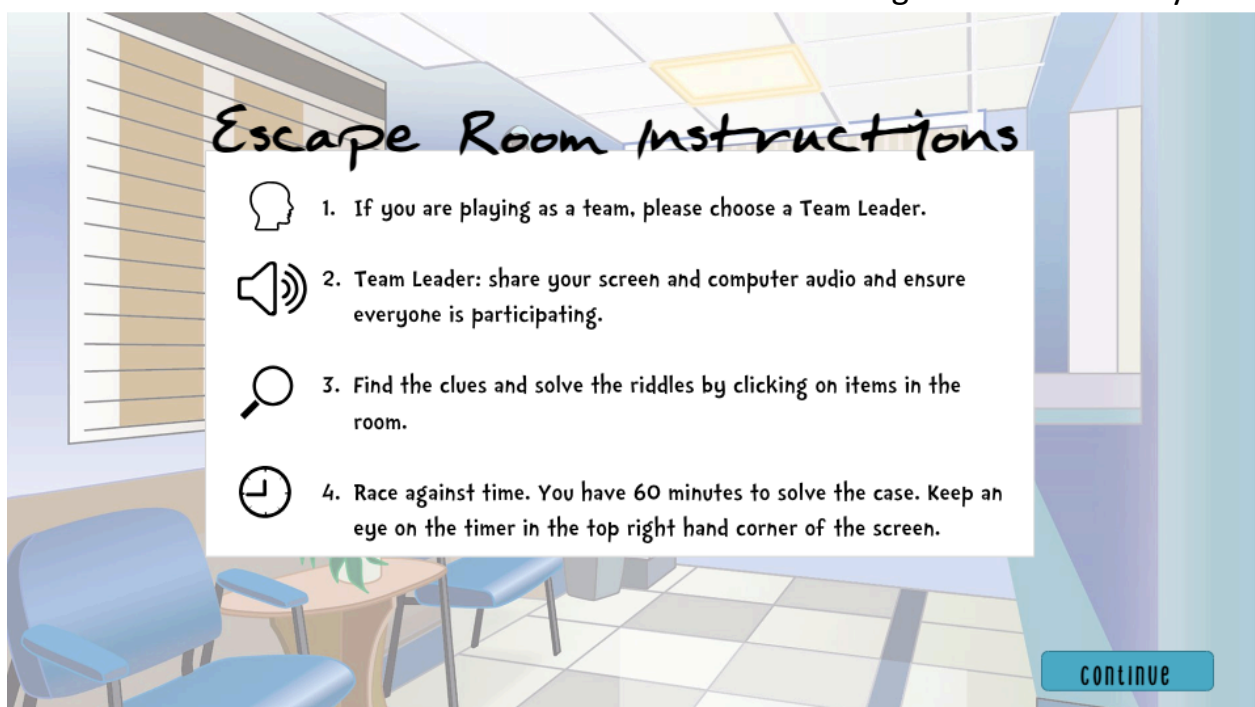 Escape Room Instructions
1. If you are playing as a team, please choose a Team Leader.
2. Team Leader: share your screen and computer audio and ensure
everyone is participating.
3. Find the clues and solve the riddles by clicking on items in the
room.
4. Race against time. You have 60 minutes to solve the case. Keep an
eye on the timer in the top right hand corner of the screen.
continue